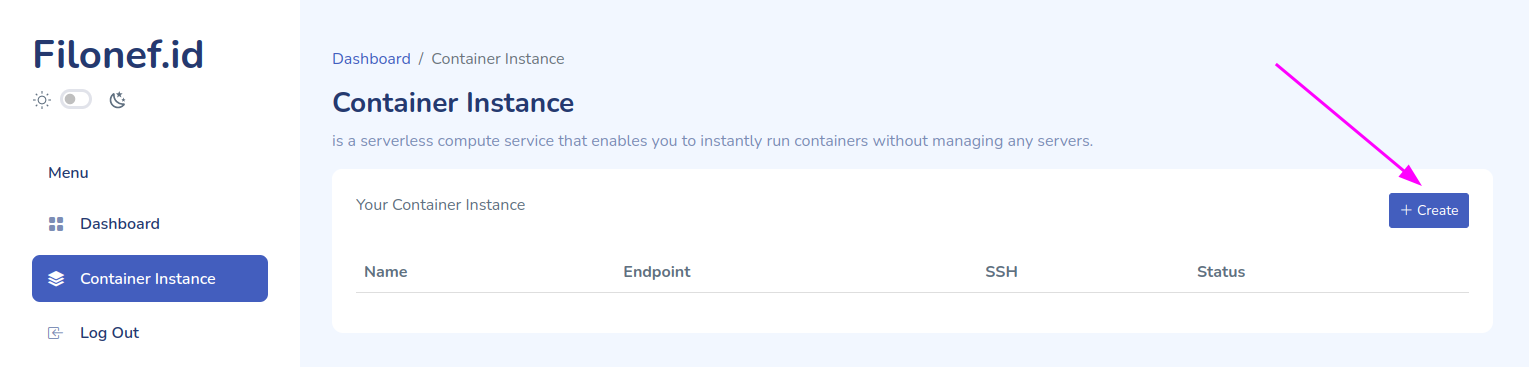 Filonef.id
Menu
Dashboard
Container Instance
Log Out
Dashboard / Container Instance
Container Instance
is a serverless compute service that enables you to instantly run containers without managing any servers.
Your Container Instance
+ Create
Name Endpoint SSH Status